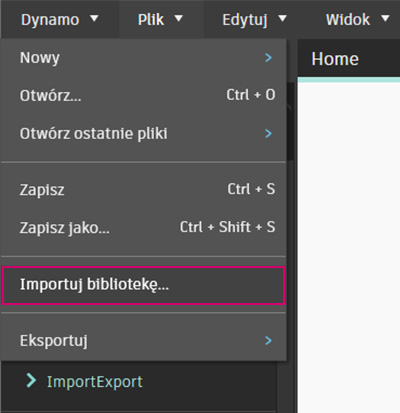 Dynamo Plik Edytuj Widok
Home
Nowy
Otwórz... Ctrl + O
Otwórz ostatnie pliki
Zapisz Ctrl + S
Zapisz jako... Ctrl + Shift + S
Importuj bibliotekę...
Eksportuj
ImportExport